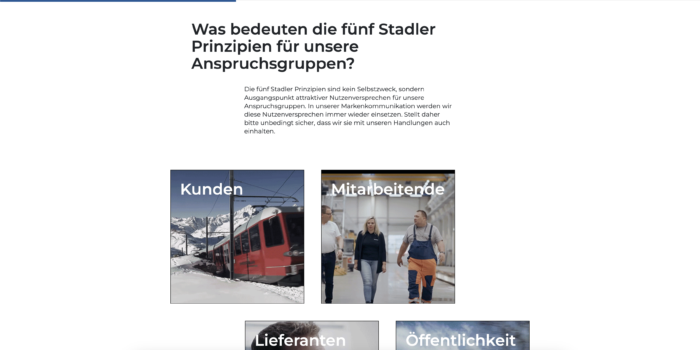 Was bedeuten die fünf Stadler
Prinzipien für unsere
Anspruchsgruppen?
Die fünf Stadler Prinzipien sind kein Selbstzweck, sondern
Ausgangspunkt attraktiver Nutzenversprechen für unsere
Anspruchsgruppen. In unserer Markenkommunikation werden wir
diese Nutzenversprechen immer wieder einsetzen. Stellt daher
bitte unbedingt sicher, dass wir sie mit unseren Handlungen auch
einhalten.
Kunden
Mitarbeitende
Lieferanten
Öffentlichkeit